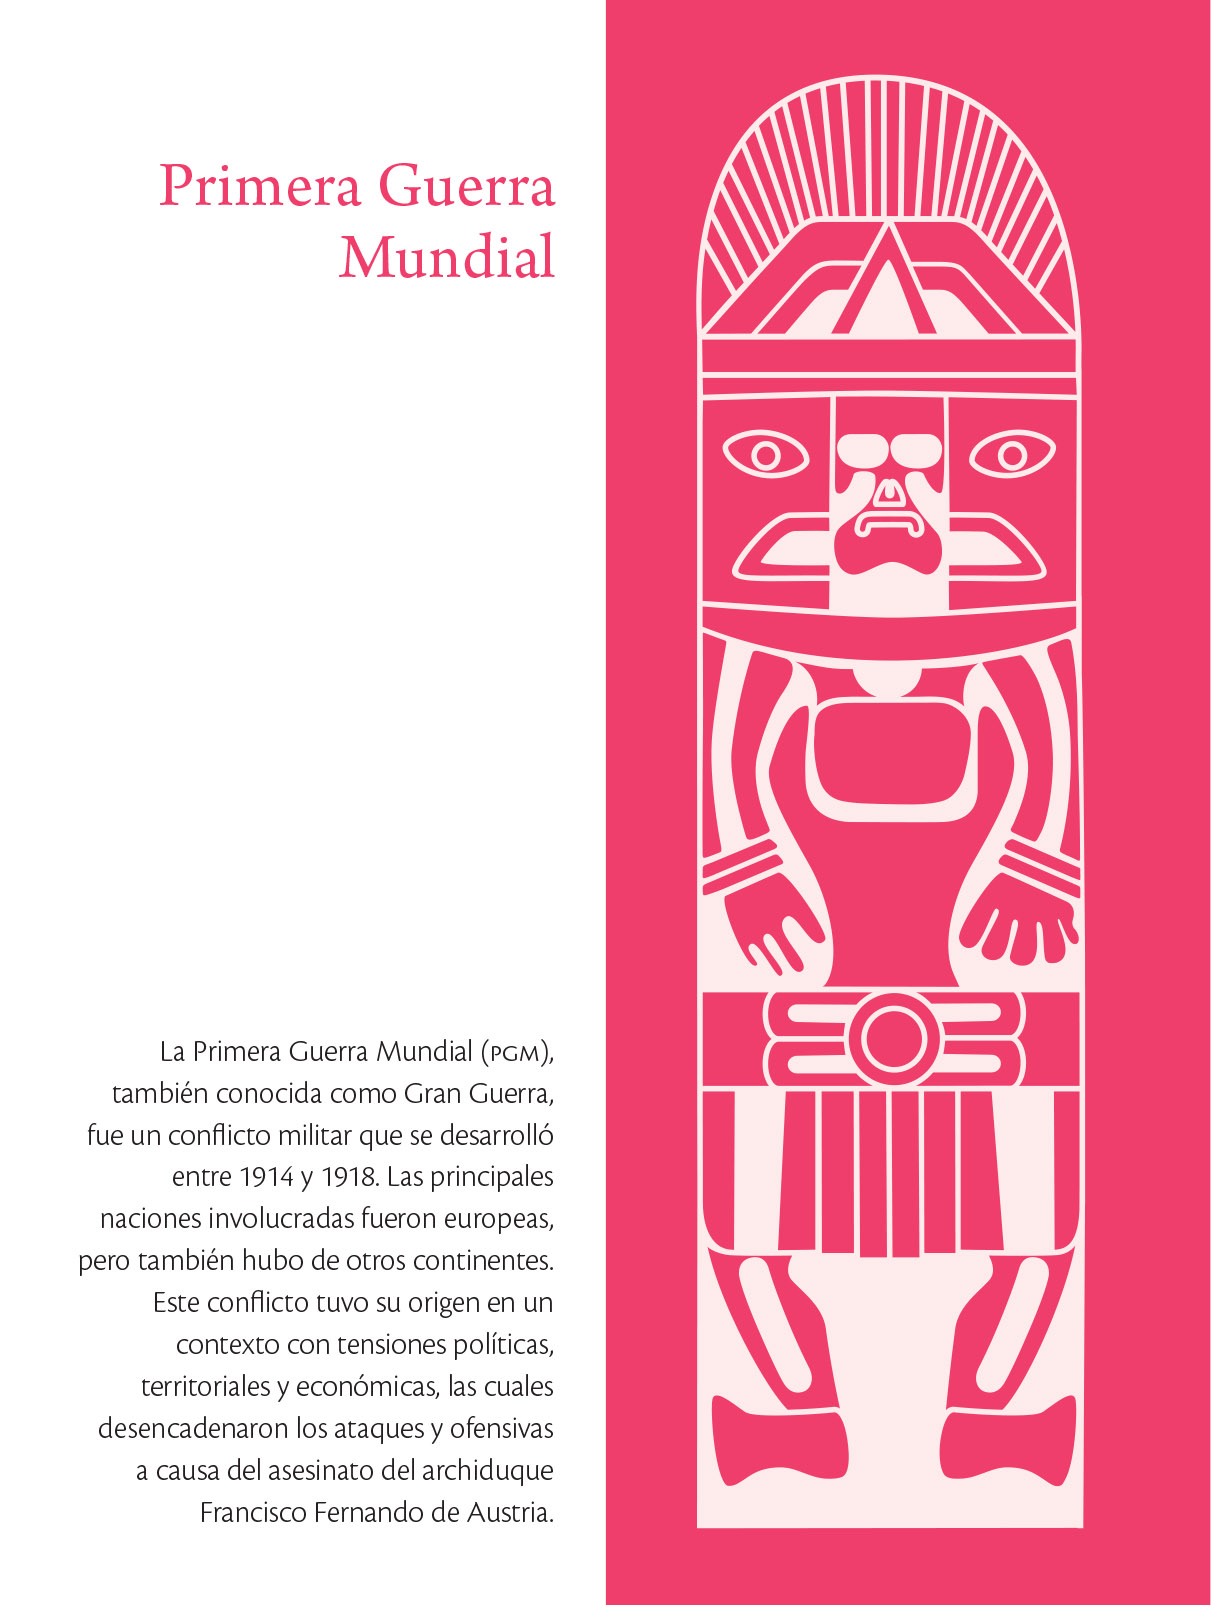 Primera Guerra
Mundial
La Primera Guerra Mundial (PGM),
también conocida como Gran Guerra,
fue un conflicto militar que se desarrolló
entre 1914 y 1918. Las principales
naciones involucradas fueron europeas,
pero también hubo de otros continentes.
Este conflicto tuvo su origen en un
contexto con tensiones políticas,
territoriales y económicas, las cuales
desencadenaron los ataques y ofensivas
a causa del asesinato del archiduque
Francisco Fernando de Austria.